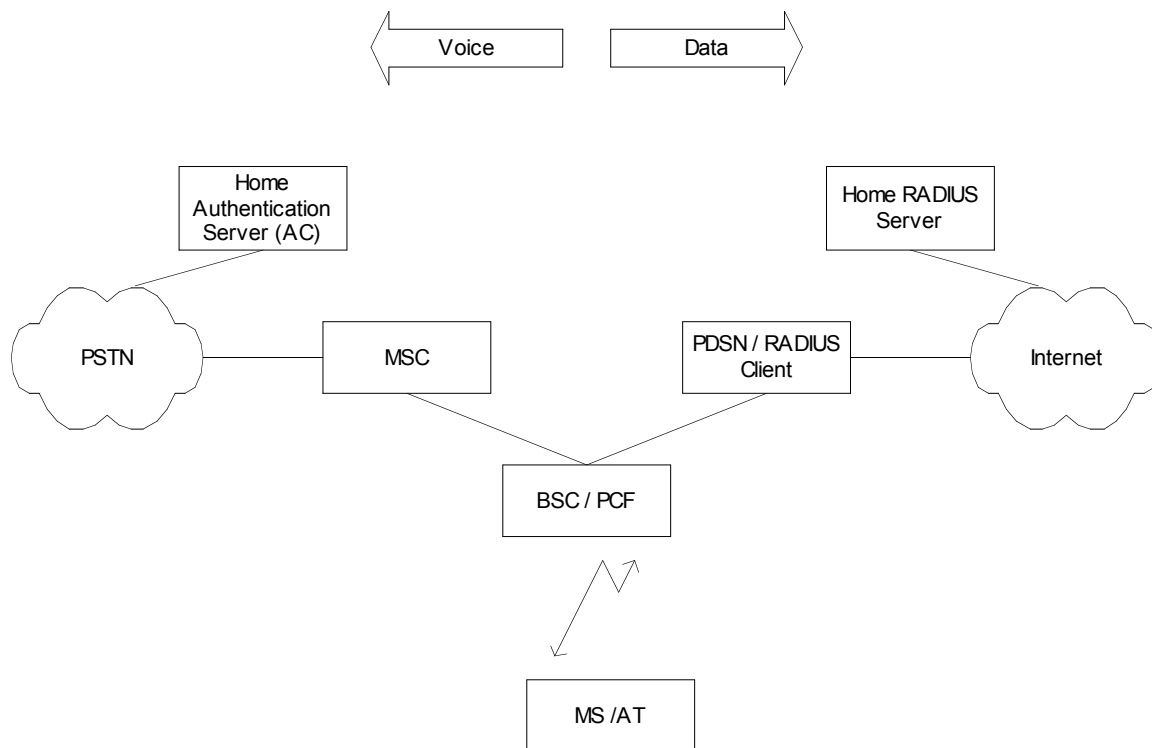 Voice
Data
Home
Authentication
Server (AC)
Home RADIUS
Server
PSTN
MSC
PDSN / RADIUS
Client
Internet
BSC / PCF
MS /AT